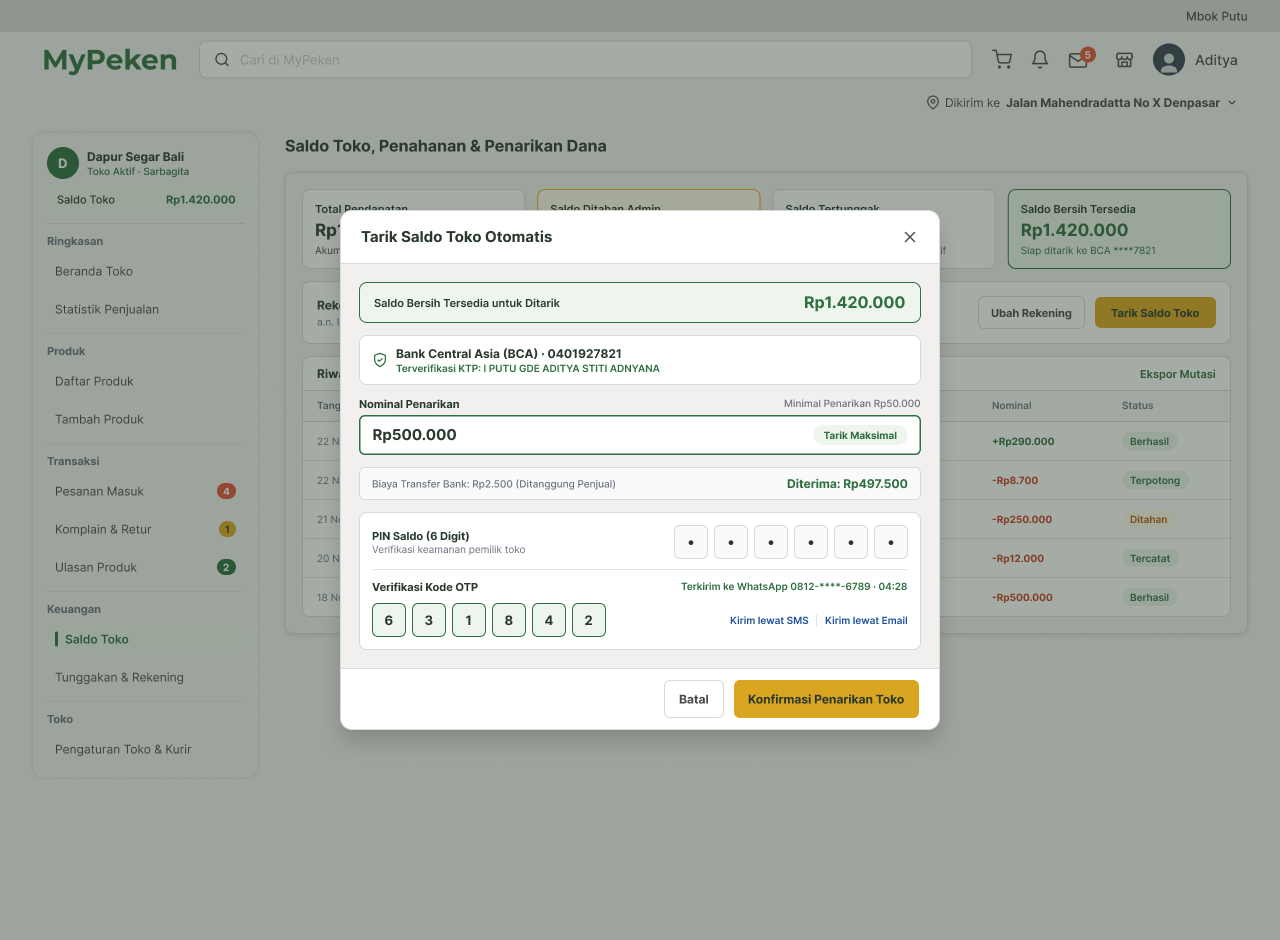 Mbok Putu
MyPeken
Cari di MyPeken
5
Aditya
Dikirim ke Jalan Mahendradatta No X Denpasar
D
Dapur Segar Bali
Toko Aktif · Sarbagita
Saldo Toko Rp1.420.000
Ringkasan
Beranda Toko
Statistik Penjualan
Produk
Daftar Produk
Tambah Produk
Transaksi
Pesanan Masuk 4
Komplain & Retur 1
Ulasan Produk 2
Keuangan
Saldo Toko
Tunggakan & Rekening
Toko
Pengaturan Toko & Kurir
Saldo Toko, Penahanan & Penarikan Dana
Total Pendapatan
Saldo Ditahan Admin
Saldo Tertunggak
Saldo Bersih Tersedia
Rp1.420.000
Siap ditarik ke BCA ****7821
Ubah Rekening
Tarik Saldo Toko
Ekspor Mutasi
Nominal Status
+Rp290.000 Berhasil
-Rp8.700 Terpotong
-Rp250.000 Ditahan
-Rp12.000 Tercatat
-Rp500.000 Berhasil
Tarik Saldo Toko Otomatis
Saldo Bersih Tersedia untuk Ditarik Rp1.420.000
Bank Central Asia (BCA) · 0401927821
Terverifikasi KTP: I PUTU GDE ADITYA STITI ADNYANA
Nominal Penarikan Minimal Penarikan Rp50.000
Rp500.000 Tarik Maksimal
Biaya Transfer Bank: Rp2.500 (Ditanggung Penjual) Diterima: Rp497.500
PIN Saldo (6 Digit)
Verifikasi keamanan pemilik toko
Verifikasi Kode OTP Terkirim ke WhatsApp 0812-****-6789 · 04:28
6 3 1 8 4 2
Kirim lewat SMS Kirim lewat Email
Batal Konfirmasi Penarikan Toko